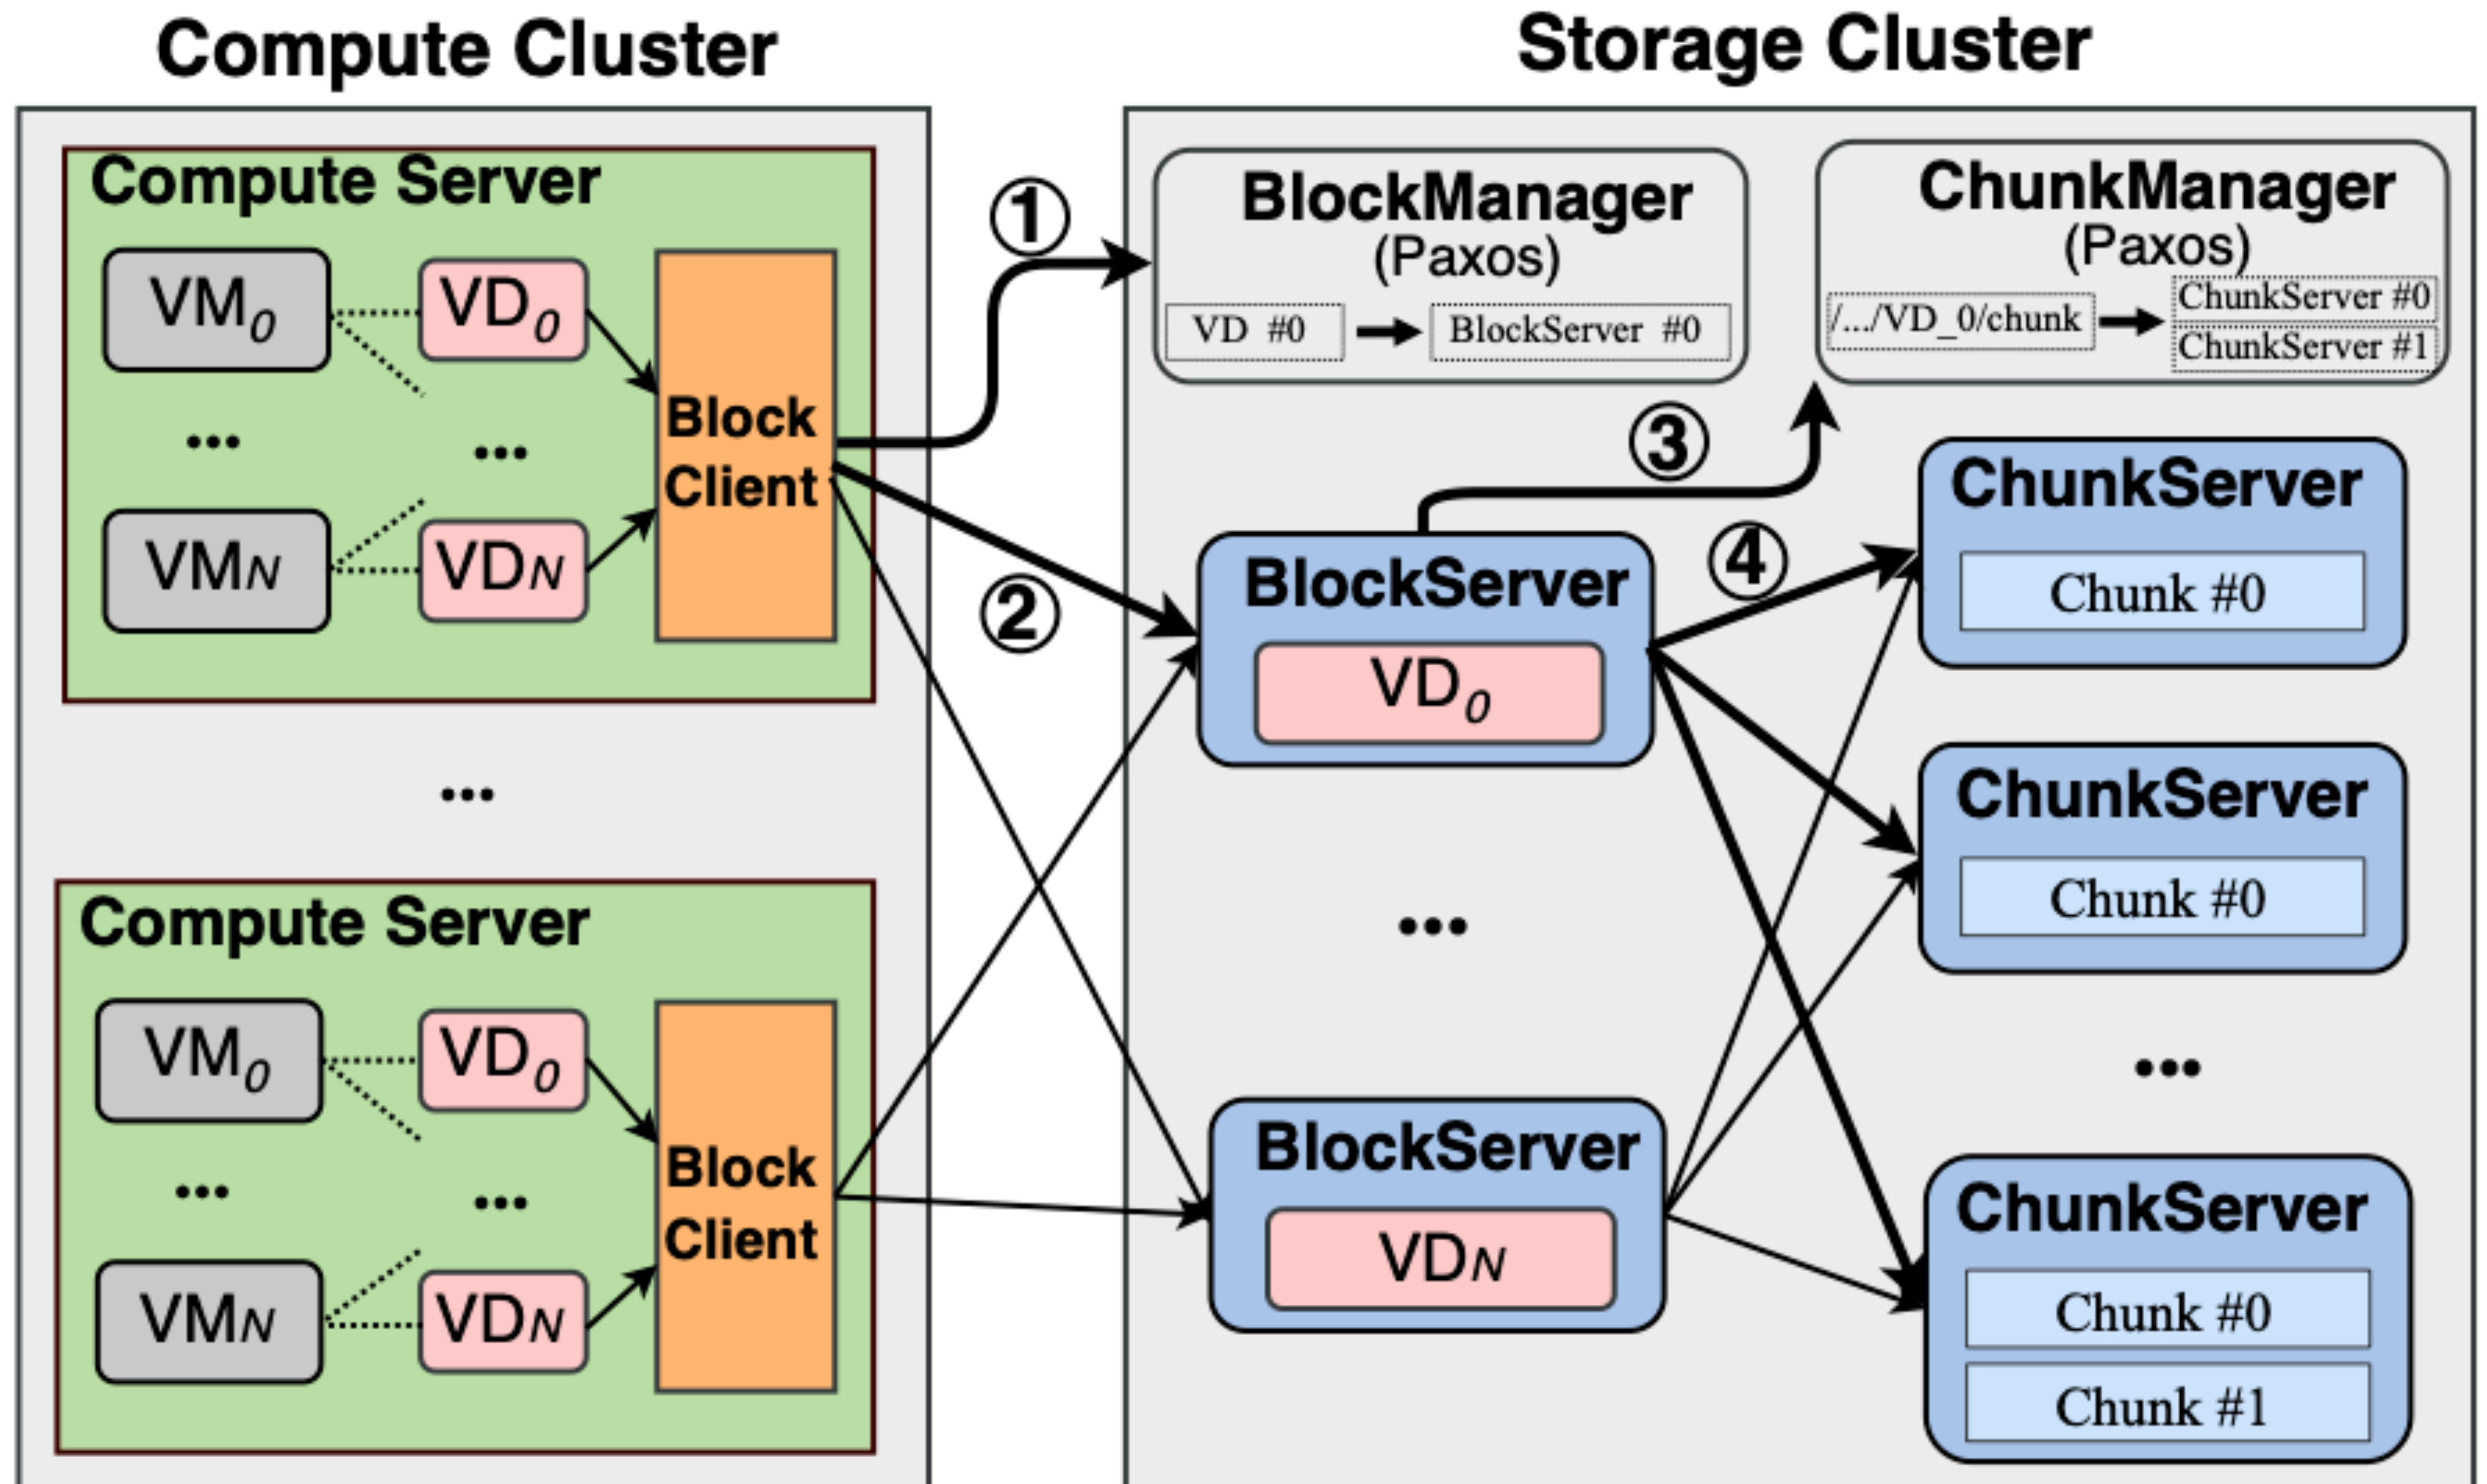 Compute Cluster
Compute Server
VM0
VD0
...
...
VMN
VDN
Block
Client
...
Compute Server
VM0
VD0
...
...
VMN
VDN
Block
Client
①
②
Storage Cluster
BlockManager
(Paxos)
VD #0
BlockServer #0
ChunkManager
(Paxos)
/.../VD_0/chunk
ChunkServer #0
ChunkServer #1
③
④
BlockServer
VD0
...
BlockServer
VDN
ChunkServer
Chunk #0
ChunkServer
Chunk #0
...
ChunkServer
Chunk #0
Chunk #1